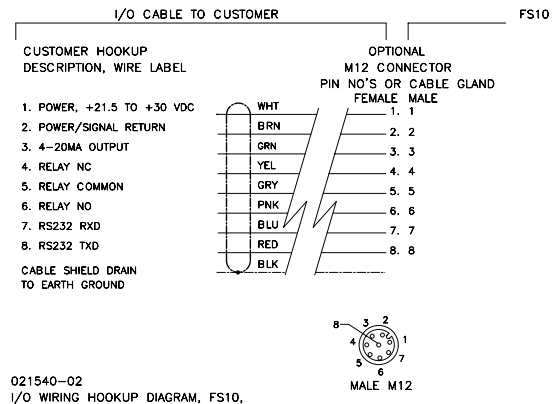 I/O CABLE TO CUSTOMER FS10
CUSTOMER HOOKUP
DESCRIPTION, WIRE LABEL
OPTIONAL
M12 CONNECTOR
PIN NO'S OR CABLE GLAND
FEMALE MALE
1. POWER, +21.5 TO +30 VDC WHT 1. 1
2. POWER/SIGNAL RETURN BRN 2. 2
3. 4-20MA OUTPUT GRN 3. 3
4. RELAY NC YEL 4. 4
5. RELAY COMMON GRY 5. 5
6. RELAY NO PNK 6. 6
7. RS232 RXD BLU 7. 7
8. RS232 TXD RED 8. 8
CABLE SHIELD DRAIN BLK
TO EARTH GROUND
8 3 2
4 1
5 7
6
MALE M12
021540-02
I/O WIRING HOOKUP DIAGRAM, FS10,